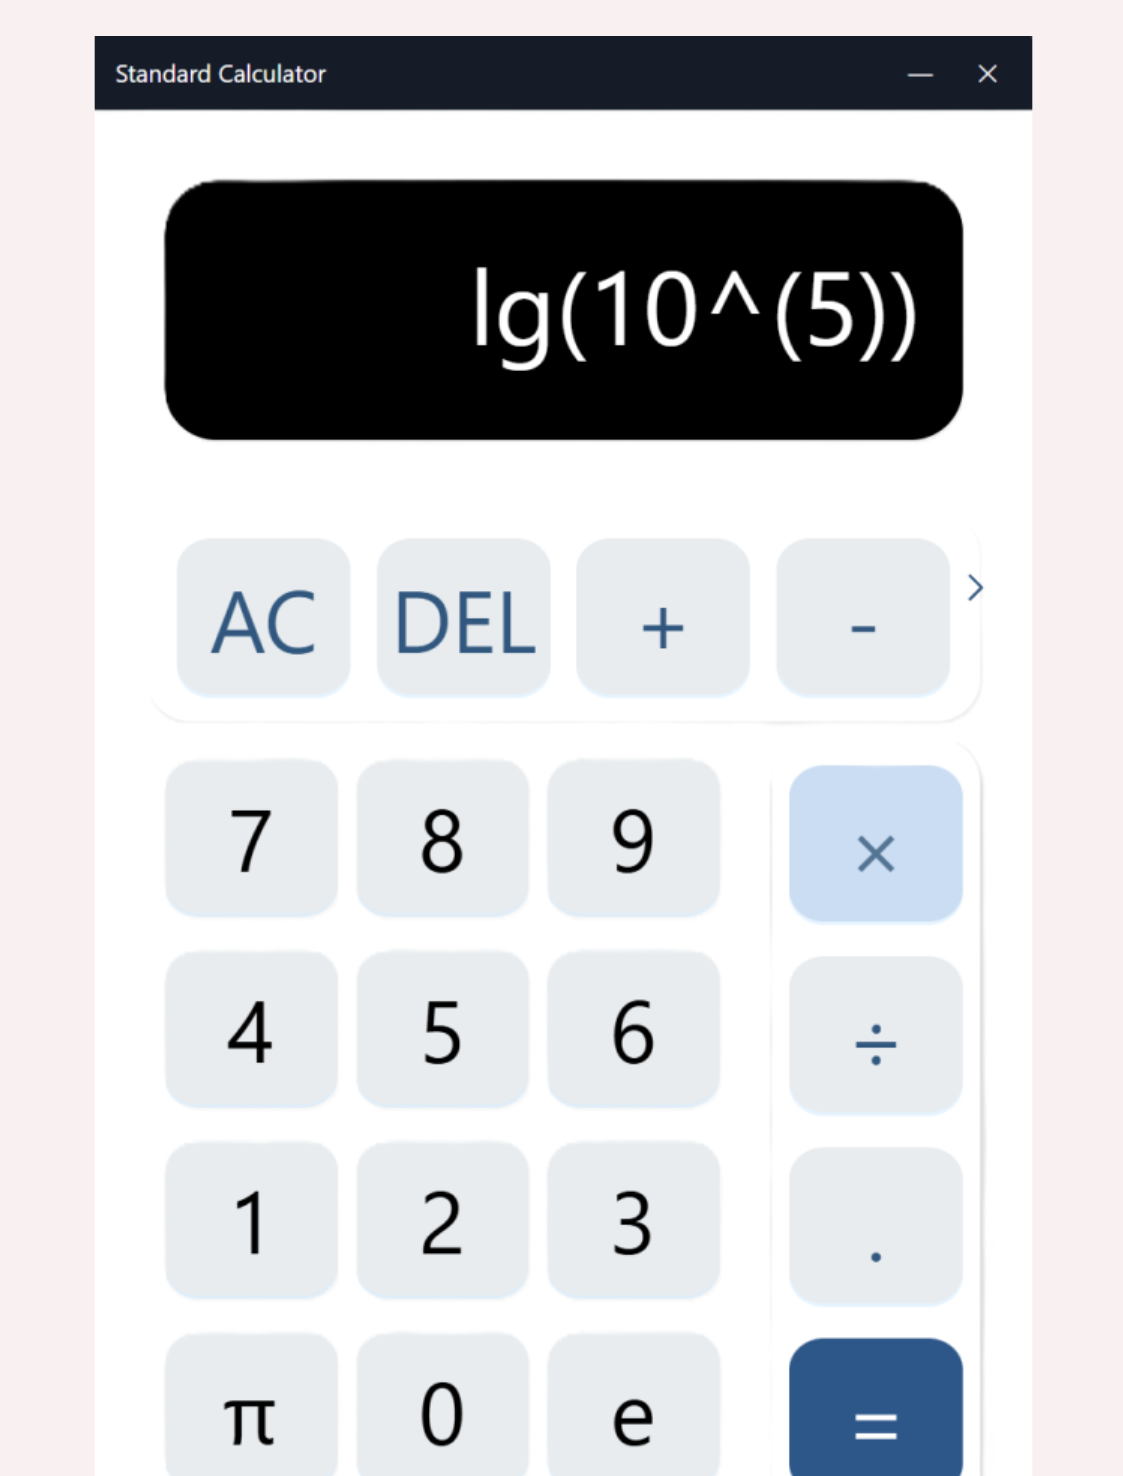 Standard Calculator
lg(10^(5))
AC DEL + -
7 8 9 ×
4 5 6 ÷
1 2 3 .
π 0 e =